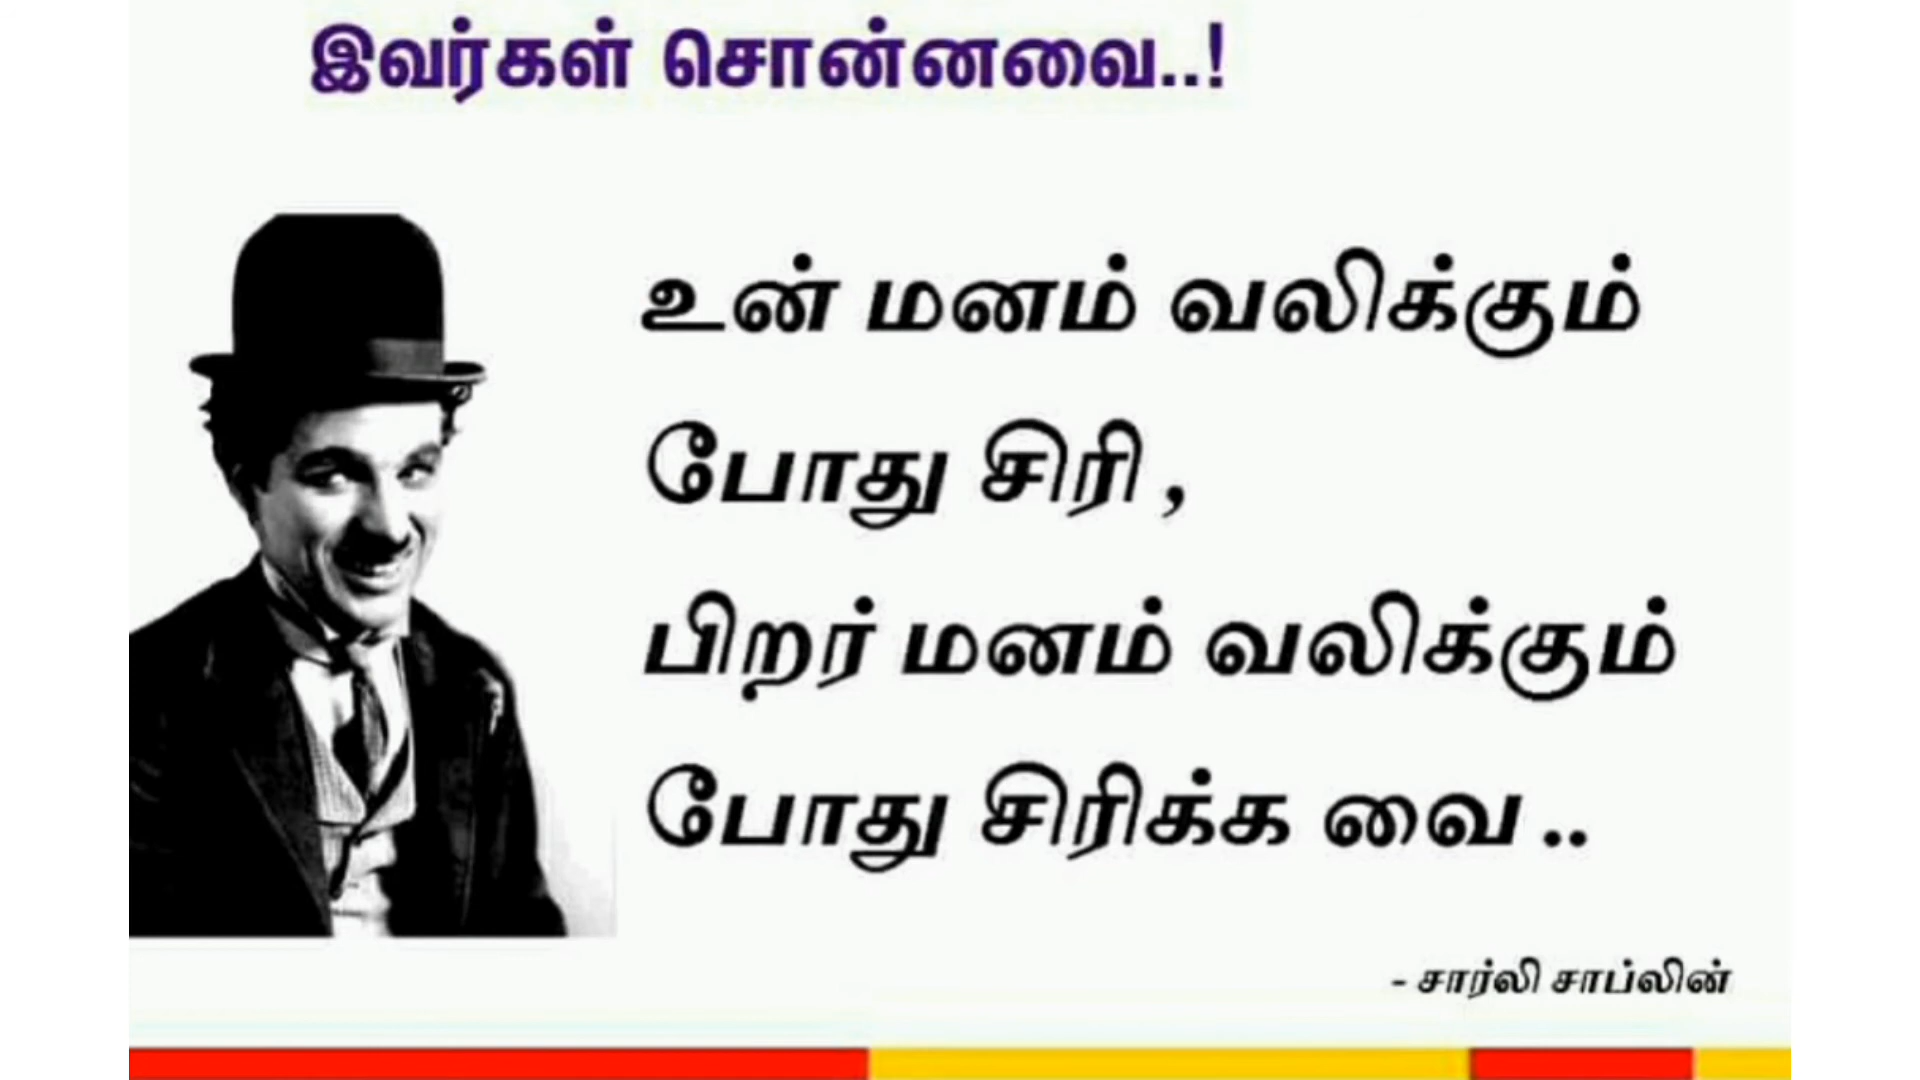 இவர்கள் சொன்னவை..!
உன் மனம் வலிக்கும்
போது சிரி ,
பிறர் மனம் வலிக்கும்
போது சிரிக்க வை ..
- சார்லி சாப்லின்